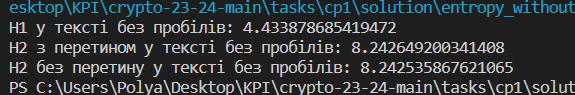 esktop\KPI\crypto-23-24-main\tasks\cp1\solution\entropy_without
H1 у тексті без пробілів: 4.433878685419472
H2 з перетином у тексті без пробілів: 8.242649200341408
H2 без перетину у тексті без пробілів: 8.242535867621065
PS C:\Users\Polya\Desktop\KPI\crypto-23-24-main\tasks\cp1\solut